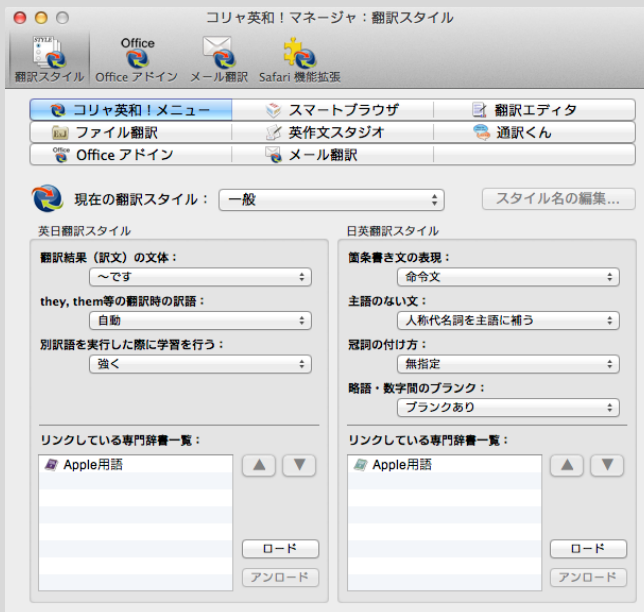 コリャ英和！マネージャ：翻訳スタイル
STYLE
Office
翻訳スタイル Office アドイン メール翻訳 Safari 機能拡張
コリャ英和！メニュー スマートブラウザ 翻訳エディタ
ファイル翻訳 英作文スタジオ 通訳くん
Office アドイン メール翻訳
現在の翻訳スタイル： 一般 スタイル名の編集...
英日翻訳スタイル
翻訳結果（訳文）の文体：
〜です
they, them等の翻訳時の訳語：
自動
別訳語を実行した際に学習を行う：
強く
リンクしている専門辞書一覧：
Apple用語
ロード
アンロード
日英翻訳スタイル
箇条書き文の表現：
命令文
主語のない文：
人称代名詞を主語に補う
冠詞の付け方：
無指定
略語・数字間のブランク：
ブランクあり
リンクしている専門辞書一覧：
Apple用語
ロード
アンロード